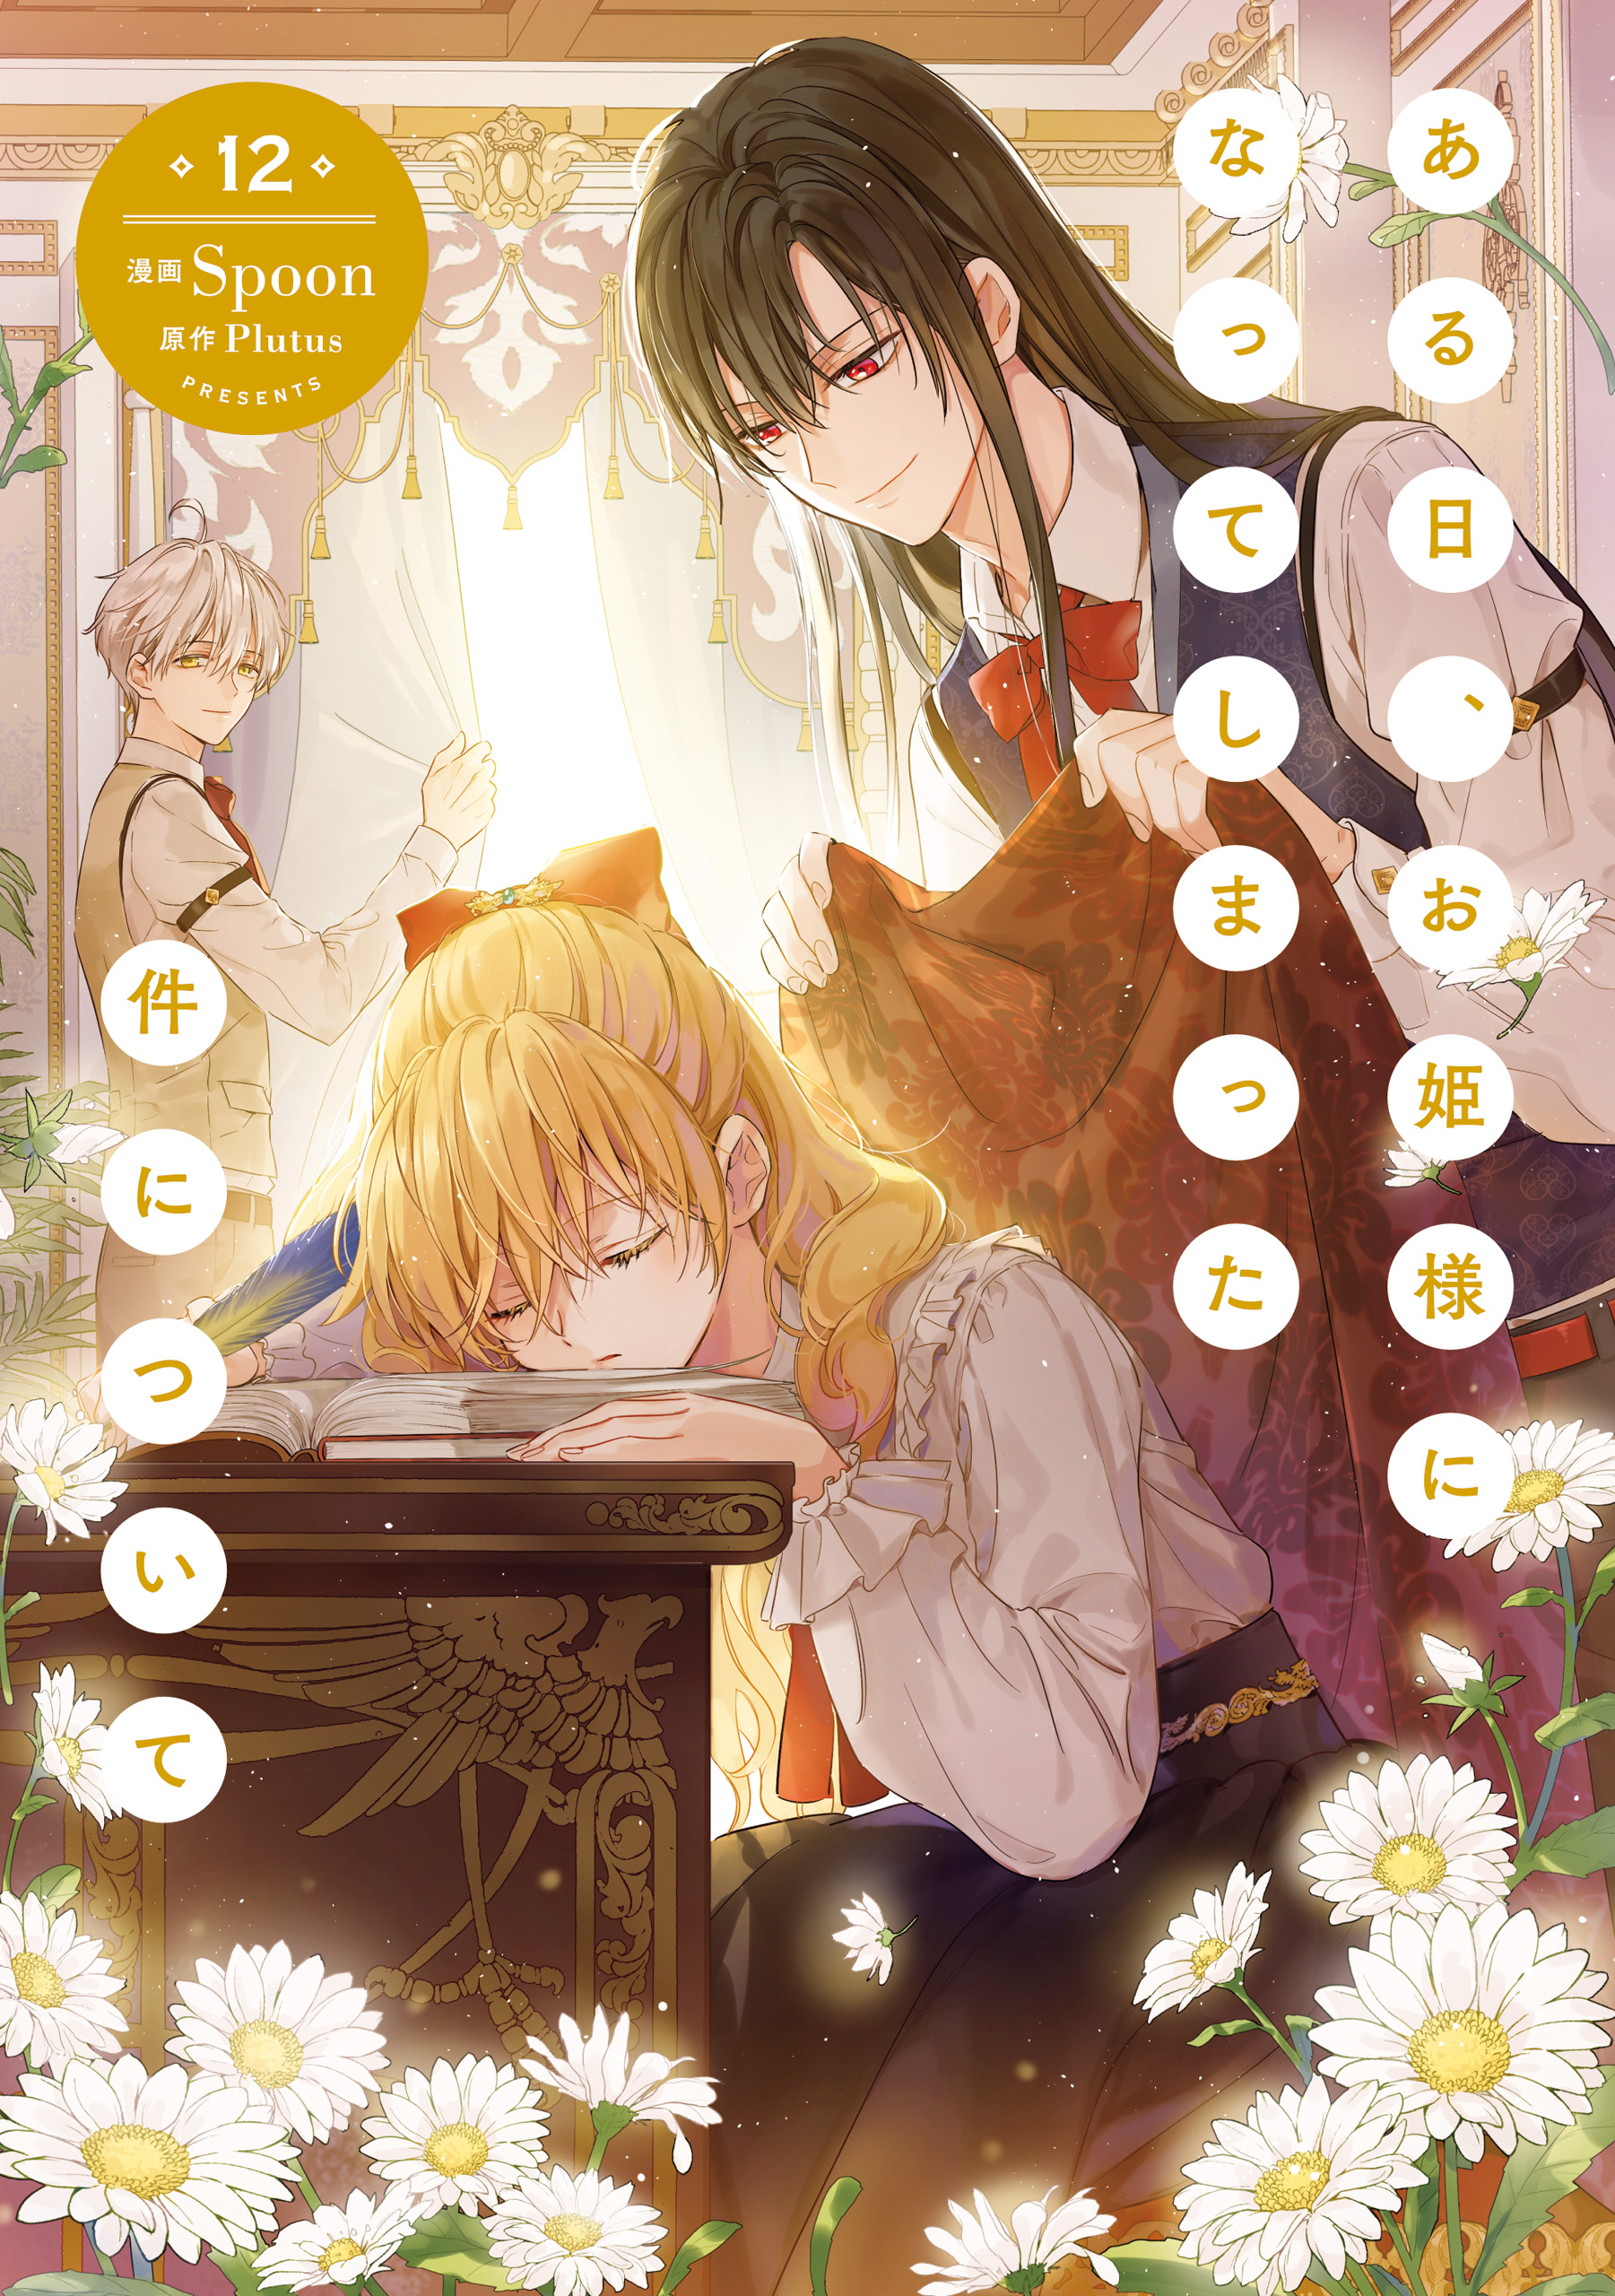 ある日、お姫様に
なってしまった
件について
12
漫画 Spoon
原作 Plutus
PRESENTS